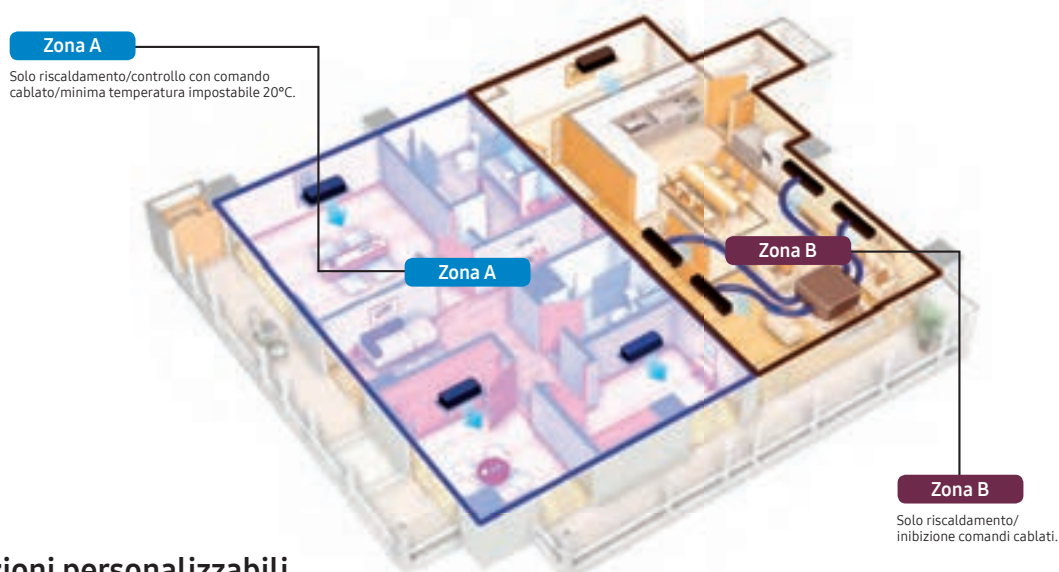 Zona A
Solo riscaldamento/controllo con comando
cablato/minima temperatura impostabile 20°C.
Zona A
Zona B
Zona B
Solo riscaldamento/
inibizione comandi cablati.
personalizzabili